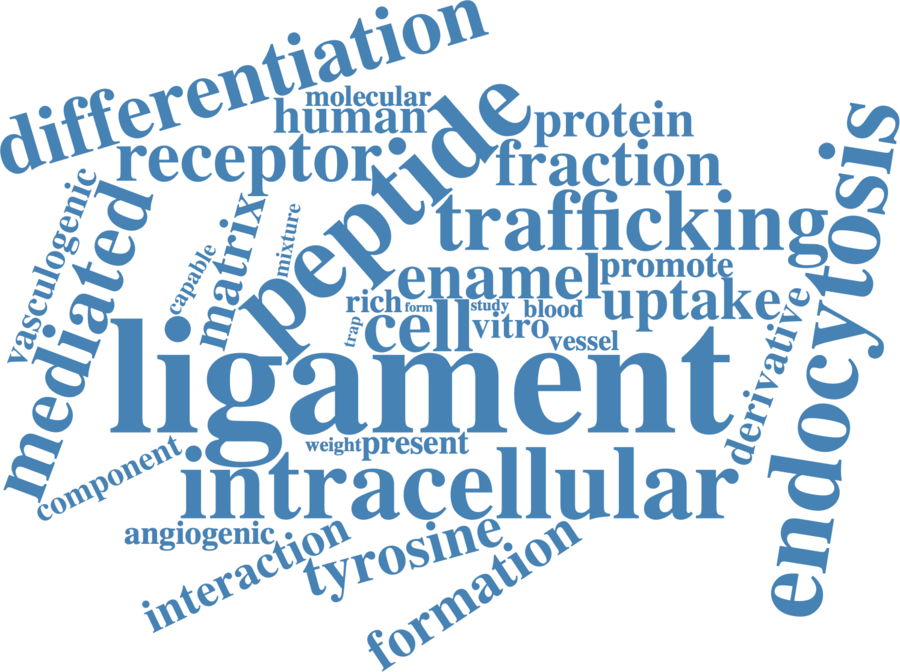 differentiation
molecular
human
peptide
protein
receptor
fraction
endocytosis
vasculogenic
mediated
matrix
mixture
capable
trafficking
enamel
promote
rich
form
study
blood
uptake
trap
cell
vitro
vessel
derivative
ligament
weight
present
component
intracellular
angiogenic
interaction
tyrosine
formation